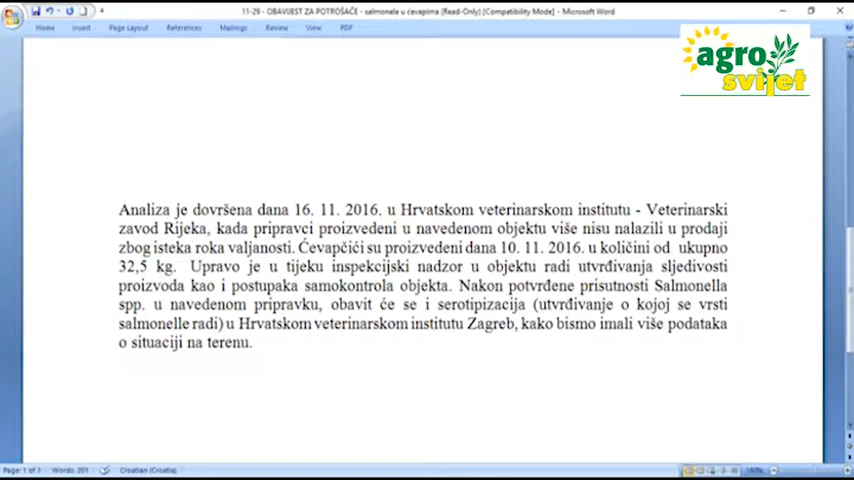 11-29 - OBAVIJEST ZA POTROŠAČE - salmonela u ćevapima (Read-Only) [Compatibility Mode] - Microsoft Word
Home Insert Page Layout References Mailings Review View PDF
agro
svijet
Analiza je dovršena dana 16. 11. 2016. u Hrvatskom veterinarskom institutu - Veterinarski
zavod Rijeka, kada pripravci proizvedeni u navedenom objektu više nisu nalazili u prodaji
zbog isteka roka valjanosti. Ćevapčići su proizvedeni dana 10. 11. 2016. u količini od ukupno
32,5 kg. Upravo je u tijeku inspekcijski nadzor u objektu radi utvrđivanja sljedivosti
proizvoda kao i postupaka samokontrola objekta. Nakon potvrđene prisutnosti Salmonella
spp. u navedenom pripravku, obavit će se i serotipizacija (utvrđivanje o kojoj se vrsti
salmonelle radi) u Hrvatskom veterinarskom institutu Zagreb, kako bismo imali više podataka
o situaciji na terenu.
Page: 1 of 1 Words: 201 Croatian (Croatia) 160%